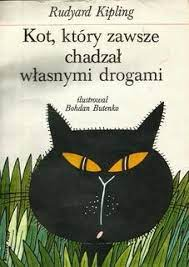 Rudyard Kipling
Kot, który zawsze
chadzał
własnymi drogami
ilustrował
Bohdan Butenko